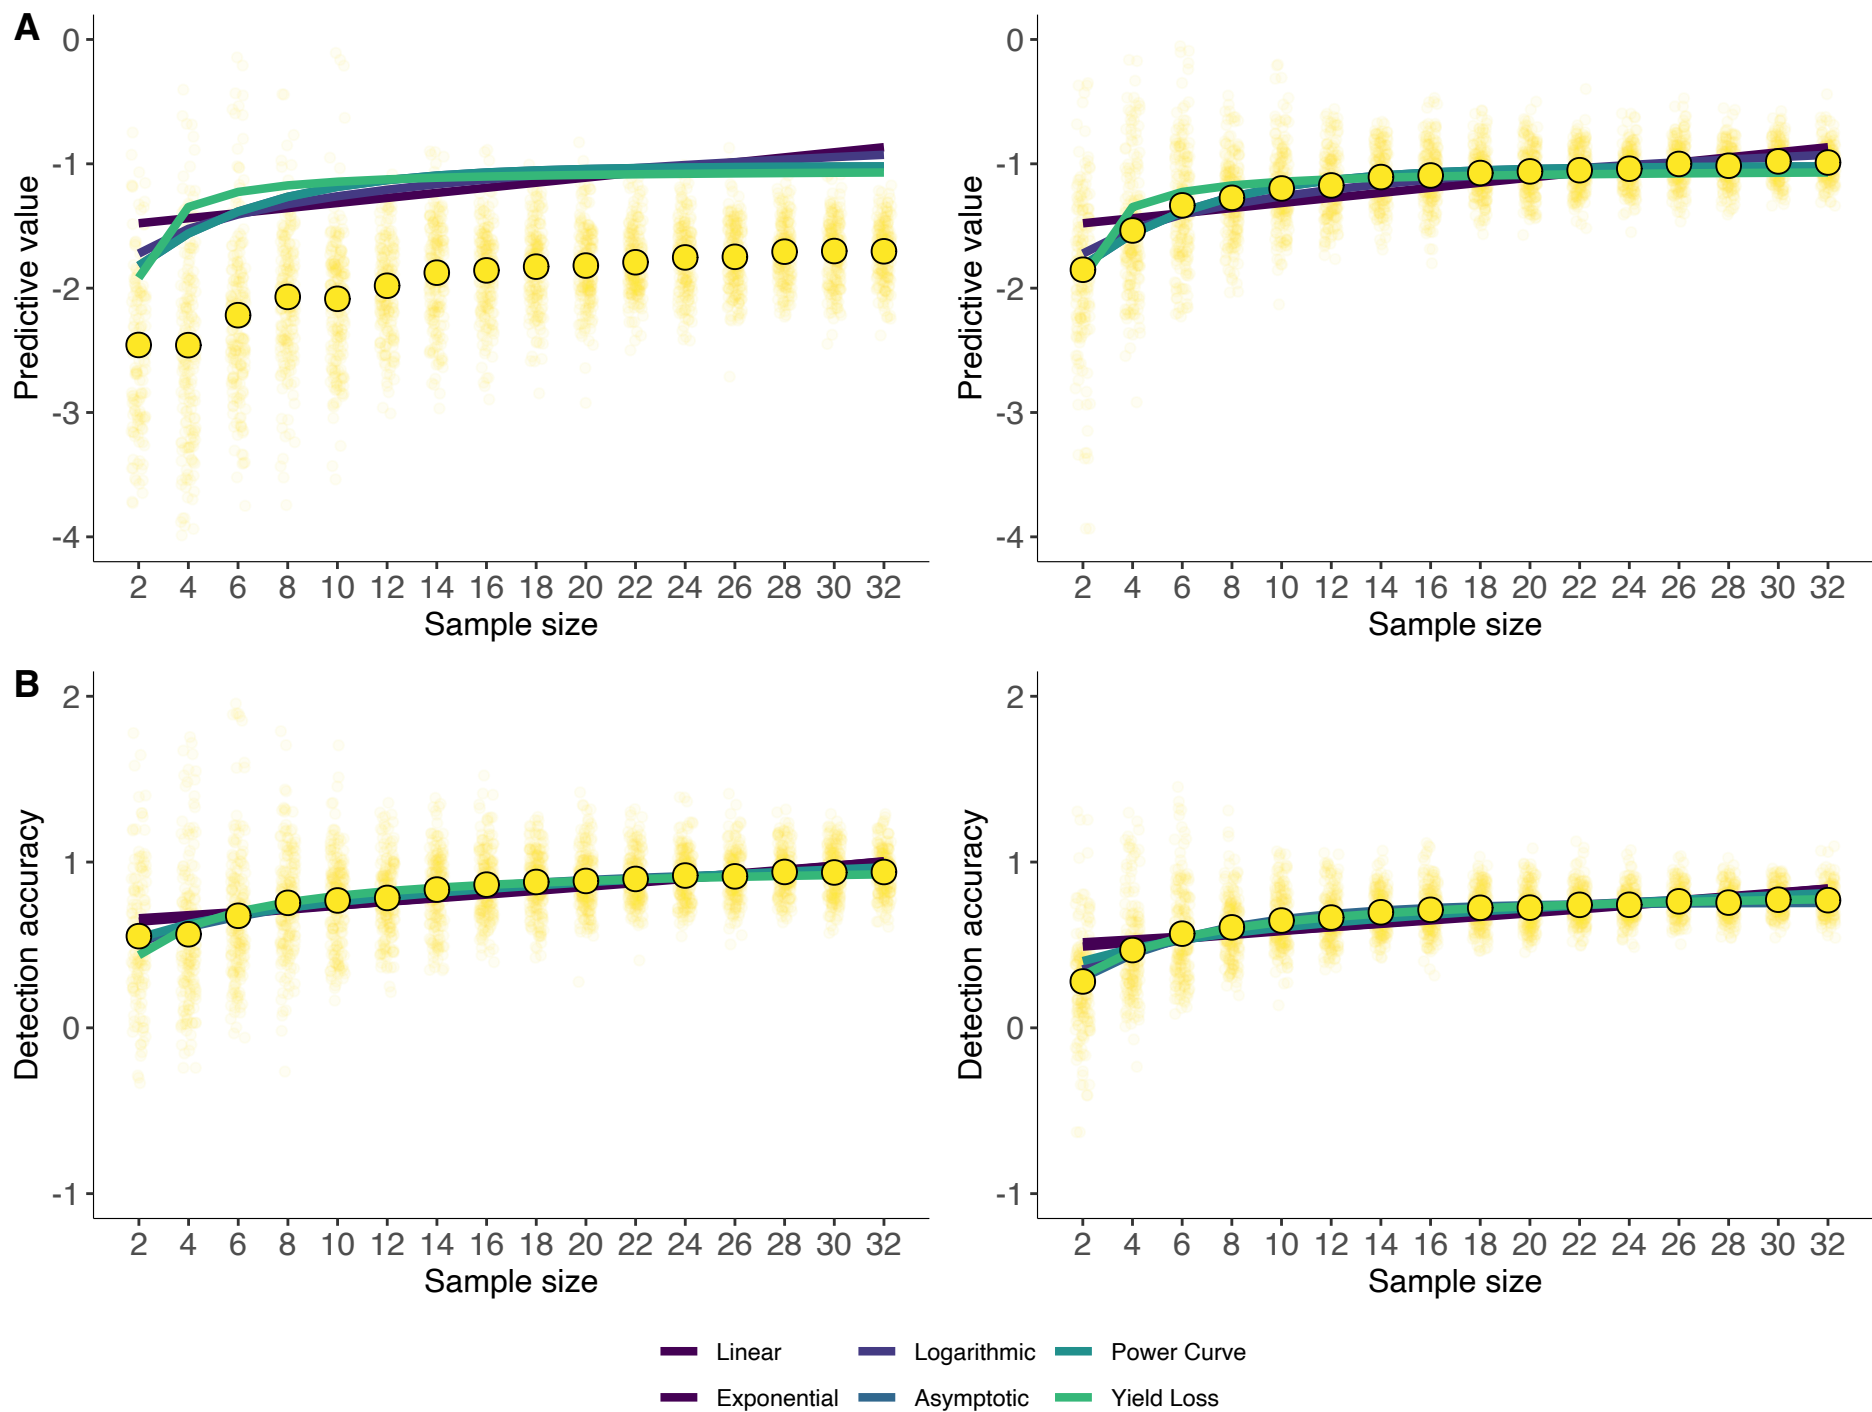 A
0
-1
-2
-3
-4
Predictive value
2 4 6 8 10 12 14 16 18 20 22 24 26 28 30 32
Sample size
0
-1
-2
-3
-4
Predictive value
2 4 6 8 10 12 14 16 18 20 22 24 26 28 30 32
Sample size
B
2
1
0
-1
Detection accuracy
2 4 6 8 10 12 14 16 18 20 22 24 26 28 30 32
Sample size
2
1
0
-1
Detection accuracy
2 4 6 8 10 12 14 16 18 20 22 24 26 28 30 32
Sample size
Linear Logarithmic Power Curve
Exponential Asymptotic Yield Loss